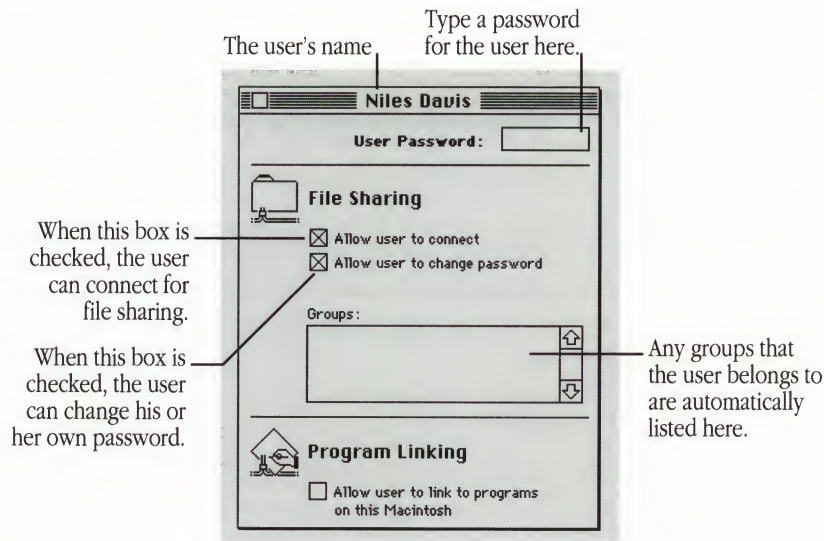 The user's name
Type a password
for the user here.
Niles Davis
User Password:
File Sharing
When this box is
checked, the user
can connect for
file sharing.
Allow user to connect
Allow user to change password
When this box is
checked, the user
can change his or
her own password.
Groups:
Any groups that
the user belongs to
are automatically
listed here.
Program Linking
Allow user to link to programs
on this Macintosh